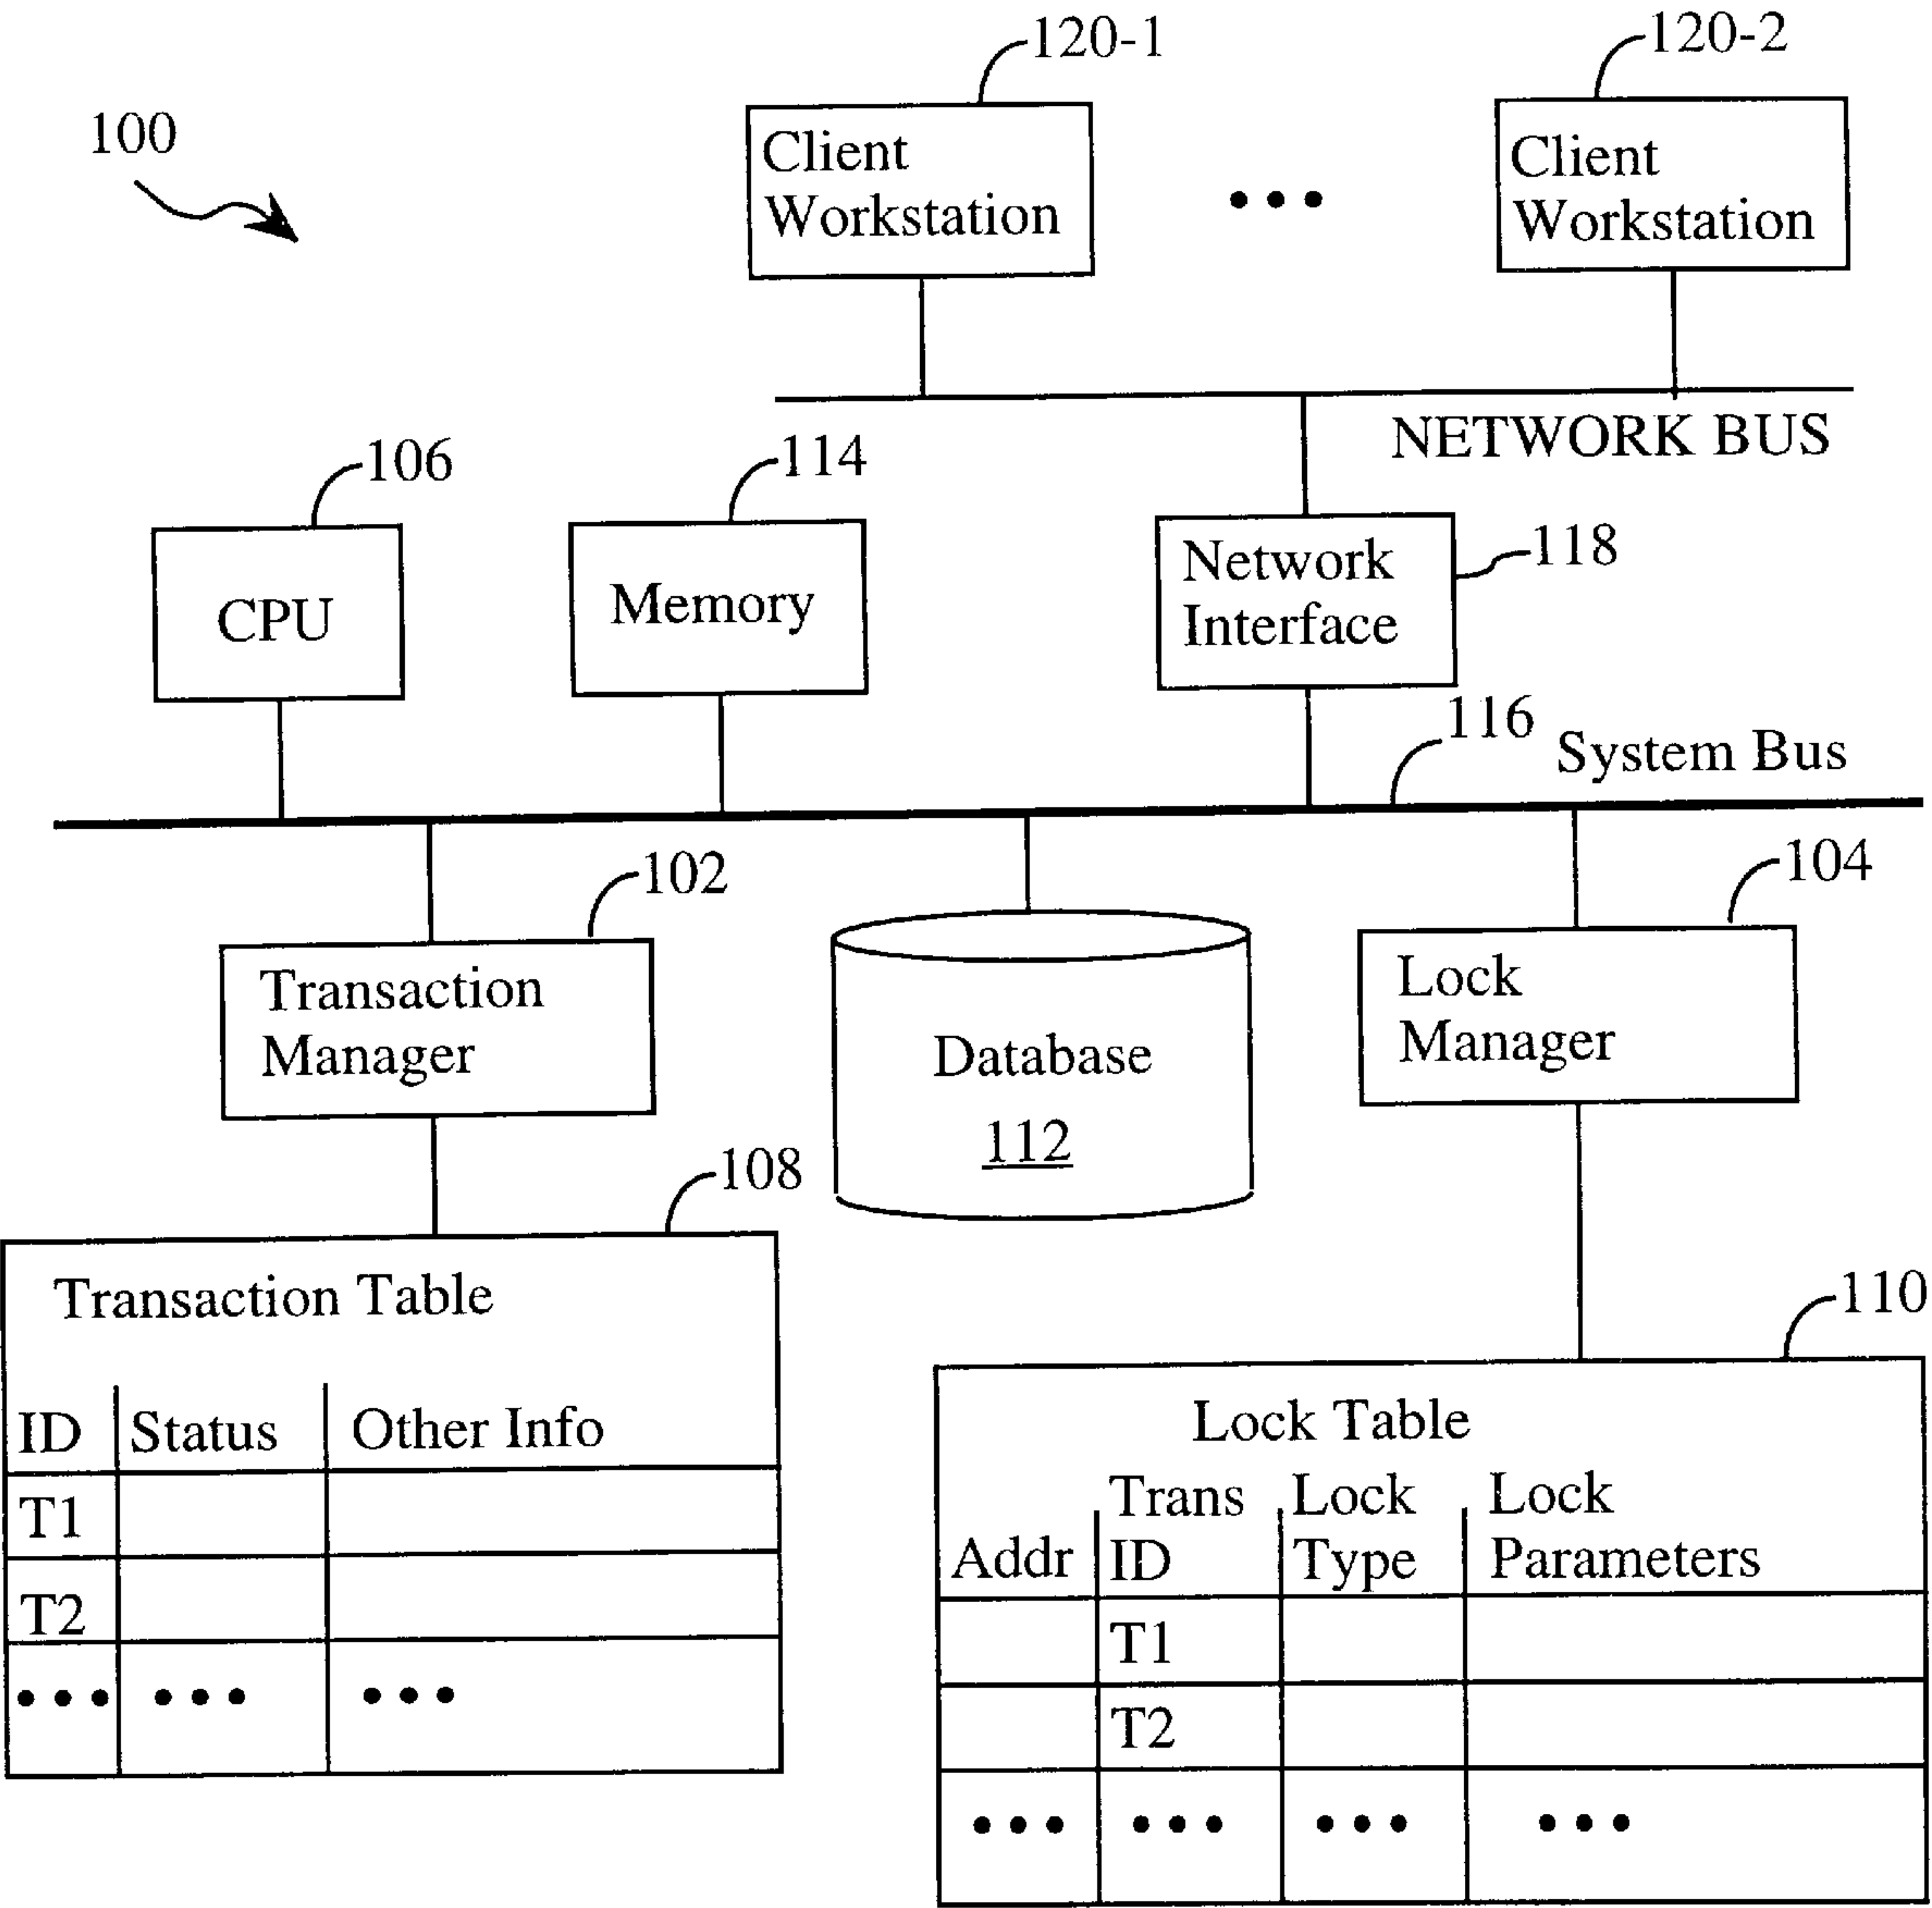 120-1
120-2
100
Client
Workstation
• • •
Client
Workstation
NETWORK BUS
106
114
118
CPU
Memory
Network
Interface
116
System Bus
102
104
Transaction
Manager
Database
112
Lock
Manager
108
110
Transaction Table
ID Status Other Info
T1
T2
• • • • • • • • •
Lock Table
Trans Lock Lock
Addr ID Type Parameters
T1
T2
• • • • • • • • • • • •